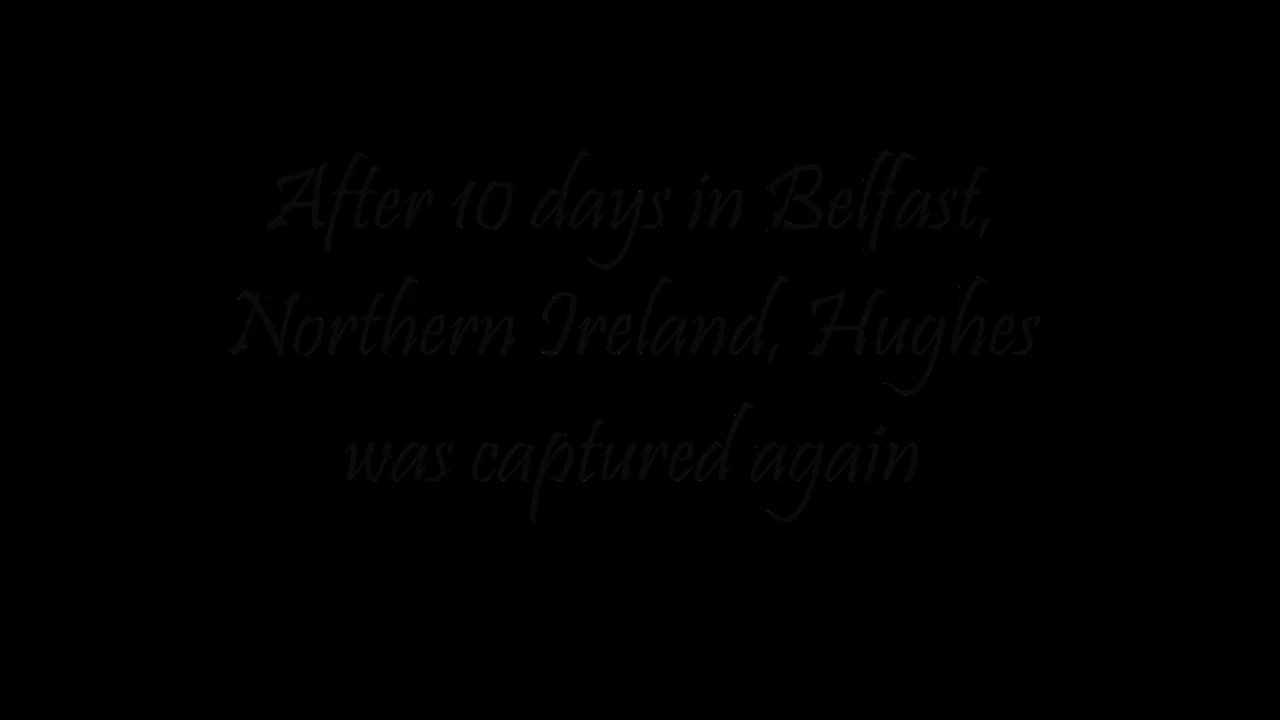 After 10 days in Belfast,
Northern Ireland, Hughes
was captured again